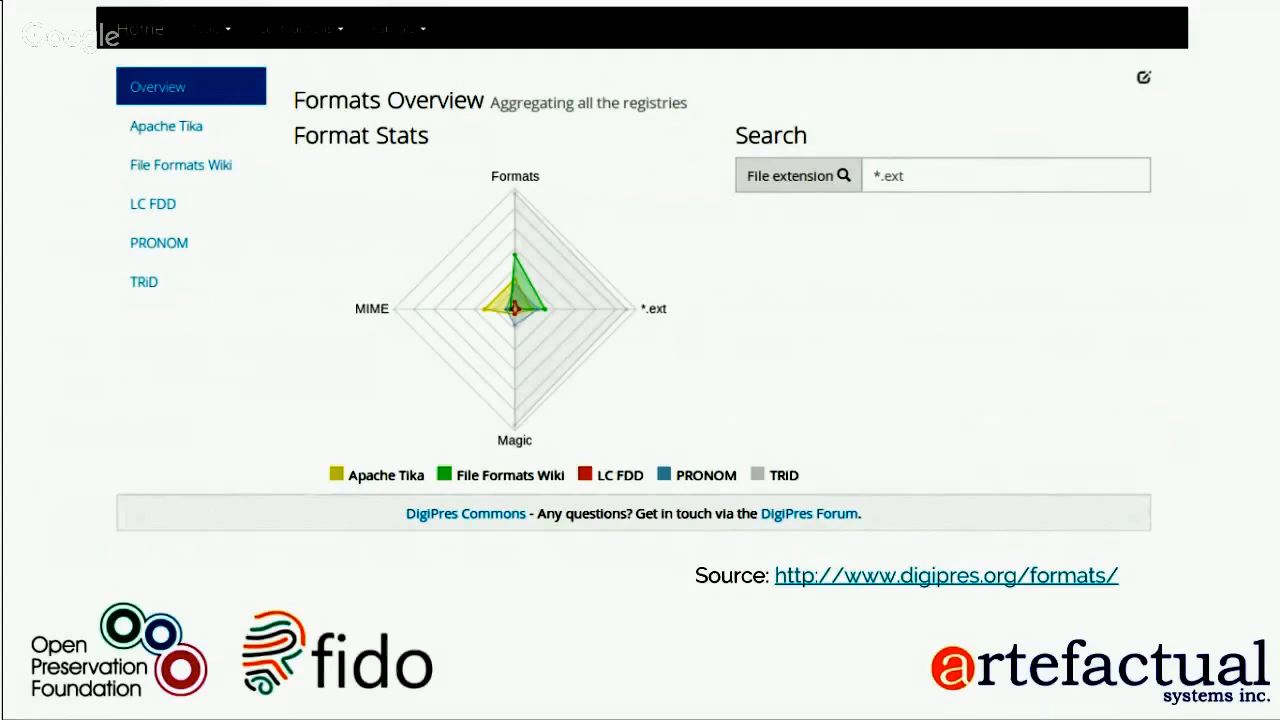 Google
Home
Overview
Apache Tika
File Formats Wiki
LC FDD
PRONOM
TRiD
Formats Overview Aggregating all the registries
Format Stats
Search
File extension *.ext
Formats
MIME
*.ext
Magic
Apache Tika File Formats Wiki LC FDD PRONOM TRiD
DigiPres Commons - Any questions? Get in touch via the DigiPres Forum.
Source: http://www.digipres.org/formats/
Open
Preservation
Foundation
fido
artefactual
systems inc.